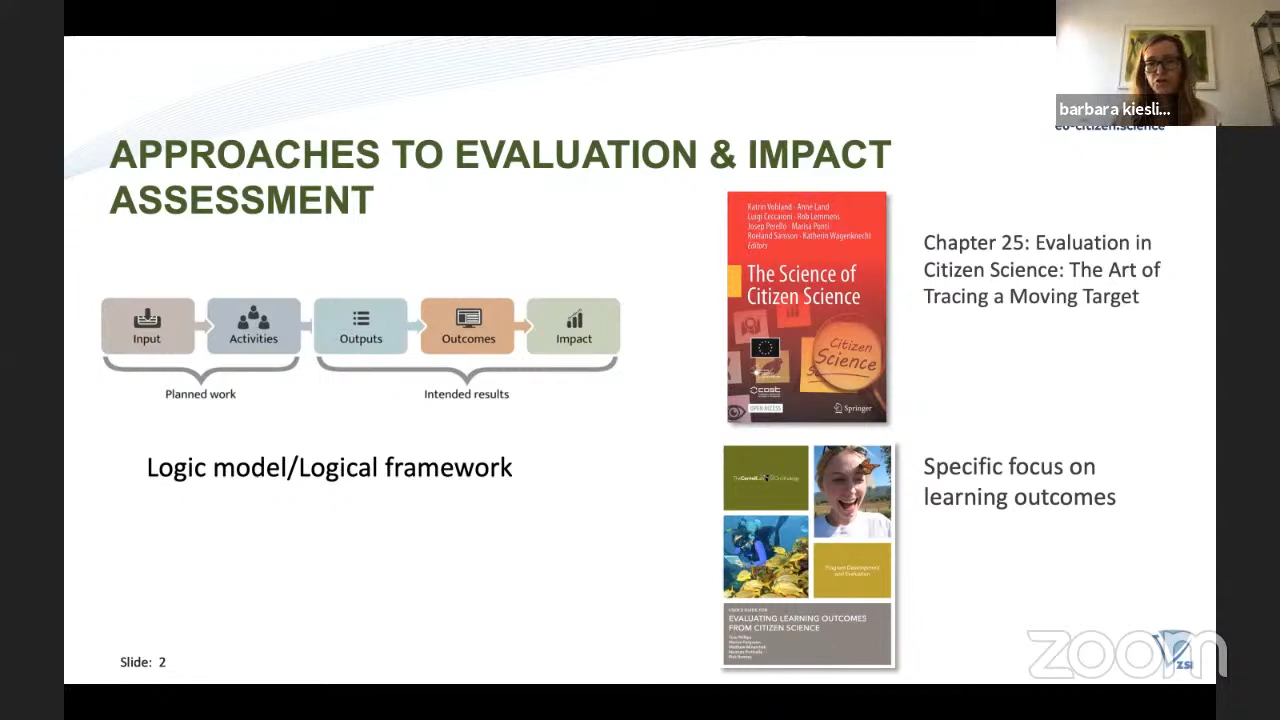 barbara kiesli...
eu-citizen.science
APPROACHES TO EVALUATION & IMPACT
ASSESSMENT
Input
Activities
Outputs
Outcomes
Impact
Planned work
Intended results
Logic model/Logical framework
Katrin Vohland · Anne Land
Luigi Ceccaroni · Rob Lemmens
Josep Perelló · Marisa Ponti
Roeland Samson · Katherin Wagenknecht
Editors
The Science of
Citizen Science
Citizen
Science
cost
OPEN ACCESS
Springer
Chapter 25: Evaluation in
Citizen Science: The Art of
Tracing a Moving Target
TheCornellLab of Ornithology
Program Development
and Evaluation
USER'S GUIDE FOR
EVALUATING LEARNING OUTCOMES
FROM CITIZEN SCIENCE
Tina Phillips
Specific focus on
learning outcomes
Slide: 2
zoom
ZSI